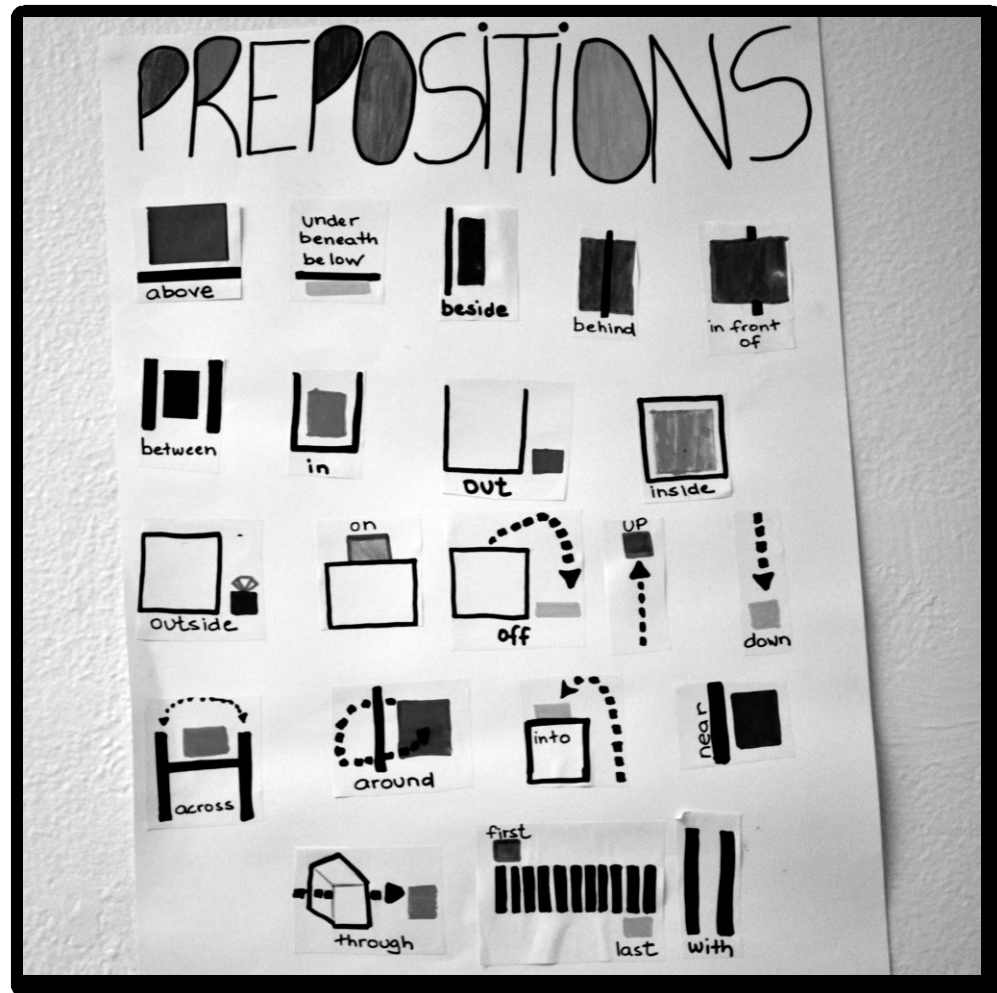 PREPOSITIONS
above
under
beneath
below
beside
behind
in front
of
between
in
out
inside
outside
on
off
UP
down
across
around
into
near
through
first
last
with